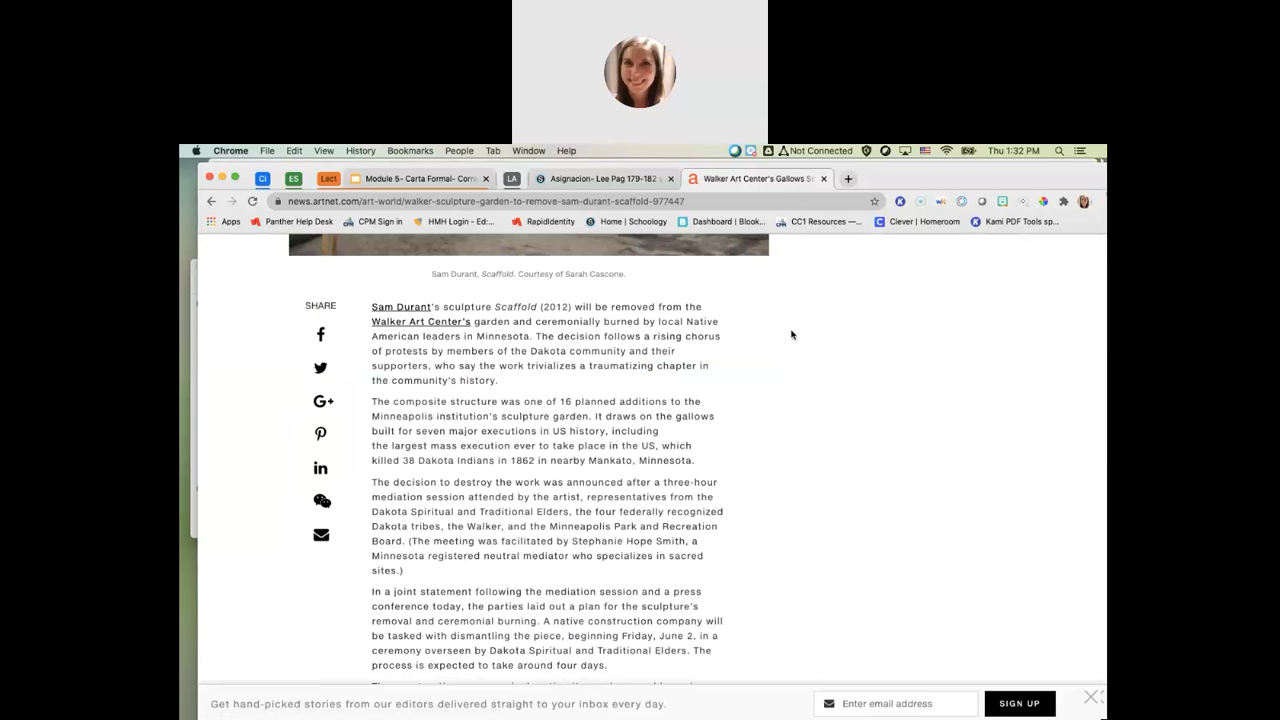 Chrome File Edit View History Bookmarks People Tab Window Help
Not Connected Thu 1:32 PM
CI ES Lect Module 5- Carta Formal- Corre × LA Asignacion- Lee Pag 179-182 y × Walker Art Center's Gallows Sc × +
news.artnet.com/art-world/walker-sculpture-garden-to-remove-sam-durant-scaffold-977447
Apps Panther Help Desk CPM Sign in HMH Login - Ed:... RapidIdentity Home | Schoology Dashboard | Blook... CC1 Resources —... Clever | Homeroom Kami PDF Tools sp...
Sam Durant, Scaffold. Courtesy of Sarah Cascone.
SHARE
Sam Durant's sculpture Scaffold (2012) will be removed from the
Walker Art Center's garden and ceremonially burned by local Native
American leaders in Minnesota. The decision follows a rising chorus
of protests by members of the Dakota community and their
supporters, who say the work trivializes a traumatizing chapter in
the community's history.
The composite structure was one of 16 planned additions to the
Minneapolis institution's sculpture garden. It draws on the gallows
built for seven major executions in US history, including
the largest mass execution ever to take place in the US, which
killed 38 Dakota Indians in 1862 in nearby Mankato, Minnesota.
The decision to destroy the work was announced after a three-hour
mediation session attended by the artist, representatives from the
Dakota Spiritual and Traditional Elders, the four federally recognized
Dakota tribes, the Walker, and the Minneapolis Park and Recreation
Board. (The meeting was facilitated by Stephanie Hope Smith, a
Minnesota registered neutral mediator who specializes in sacred
sites.)
In a joint statement following the mediation session and a press
conference today, the parties laid out a plan for the sculpture's
removal and ceremonial burning. A native construction company will
be tasked with dismantling the piece, beginning Friday, June 2, in a
ceremony overseen by Dakota Spiritual and Traditional Elders. The
process is expected to take around four days.
Get hand-picked stories from our editors delivered straight to your inbox every day.
Enter email address
SIGN UP